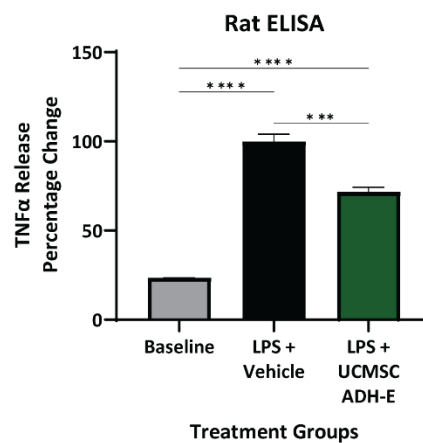 Rat ELISA
TNFα Release
Percentage Change
150
100
50
0
****
****
***
Baseline
LPS +
Vehicle
LPS +
UCMSC
ADH-E
Treatment Groups